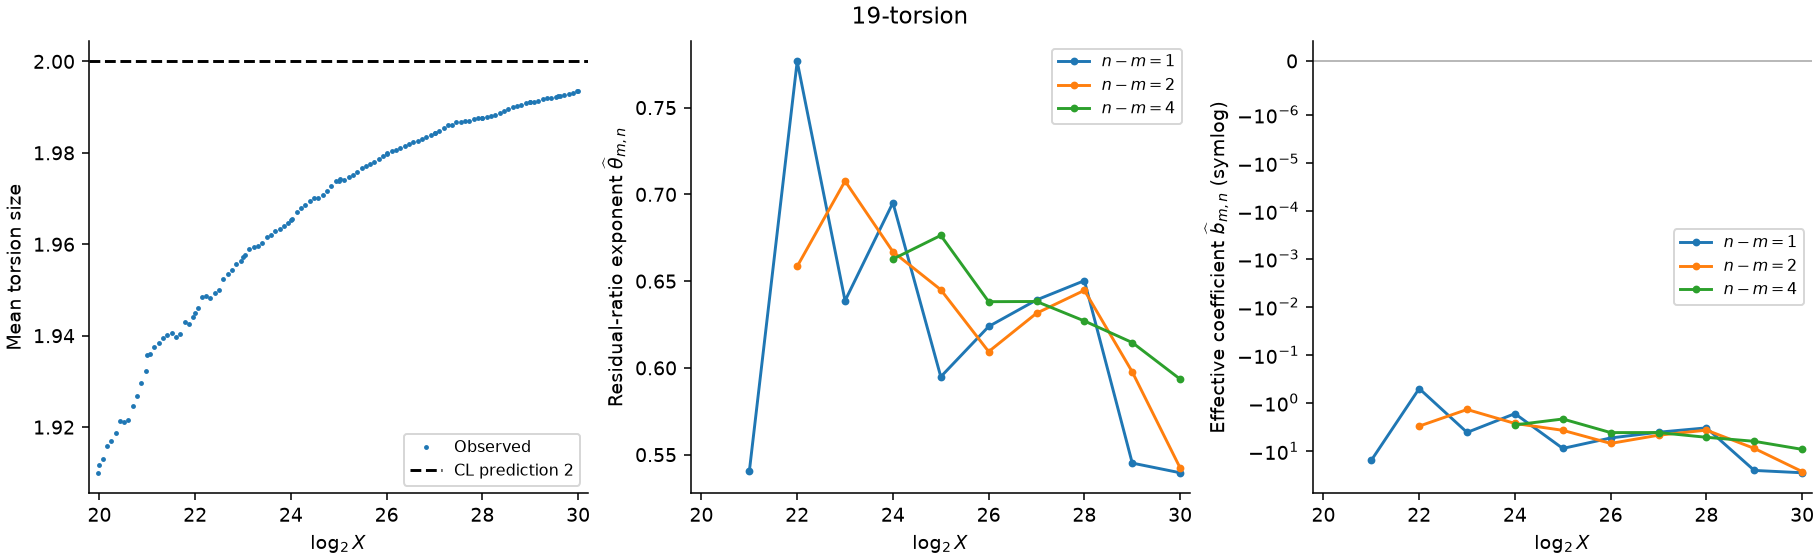 19-torsion
Mean torsion size
2.00
1.98
1.96
1.94
1.92
20 22 24 26 28 30
log₂ X
Observed
CL prediction 2
Residual-ratio exponent θ̂ₘ,ₙ
0.75
0.70
0.65
0.60
0.55
20 22 24 26 28 30
log₂ X
n − m = 1
n − m = 2
n − m = 4
Effective coefficient b̂ₘ,ₙ (symlog)
0
−10⁻⁶
−10⁻⁵
−10⁻⁴
−10⁻³
−10⁻²
−10⁻¹
−10⁰
−10¹
20 22 24 26 28 30
log₂ X
n − m = 1
n − m = 2
n − m = 4